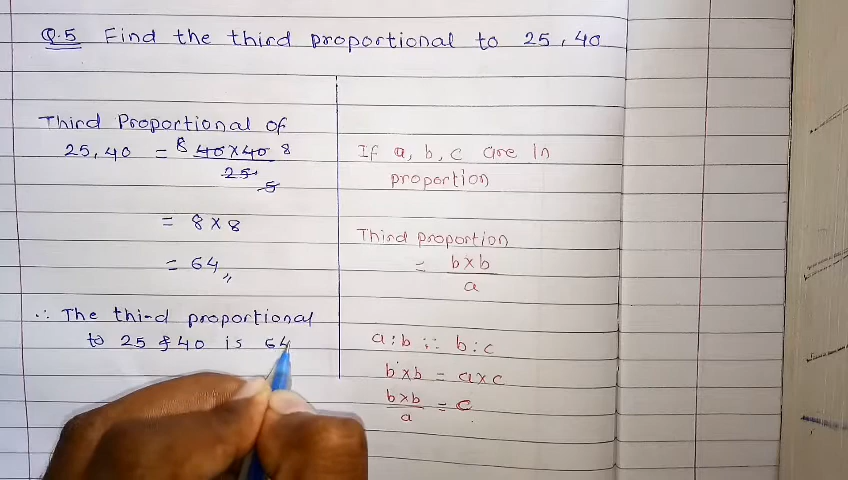 Q.5 Find the third proportional to 25, 40
Third Proportional of
25, 40 = 8 40 × 40 8
25 5
= 8 × 8
= 64,,
∴ The third proportional
to 25 & 40 is 64
If a, b, c are in
proportion
Third proportion
= b×b
a
a:b :: b:c
b×b = a×c
b×b = c
a